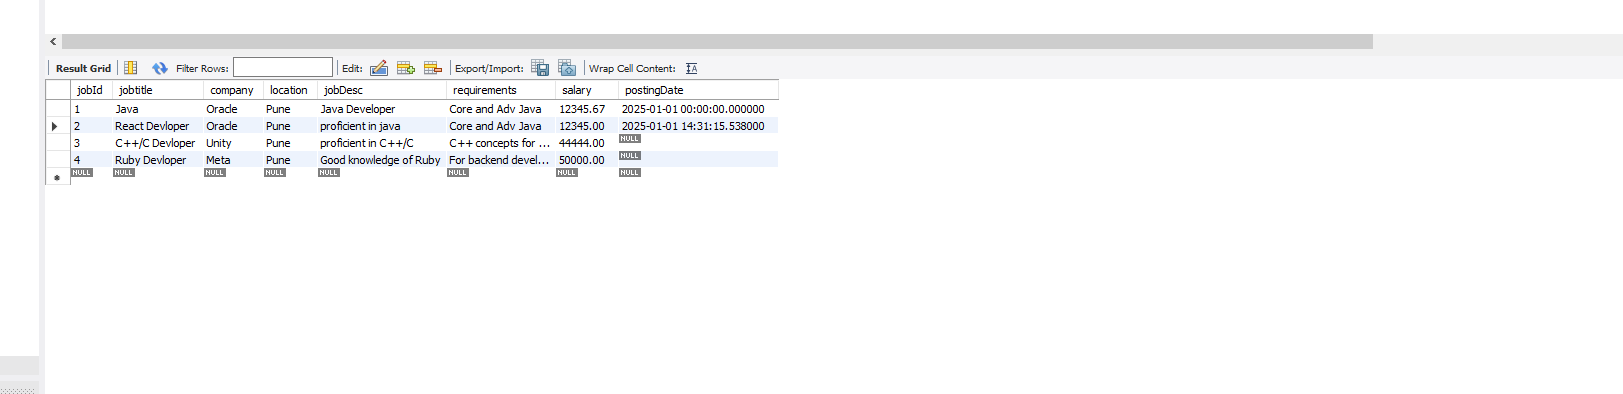 Result Grid Filter Rows: Edit: Export/Import: Wrap Cell Content:
jobId jobtitle company location jobDesc requirements salary postingDate
1 Java Oracle Pune Java Developer Core and Adv Java 12345.67 2025-01-01 00:00:00.000000
2 React Devloper Oracle Pune proficient in java Core and Adv Java 12345.00 2025-01-01 14:31:15.538000
3 C++/C Devloper Unity Pune proficient in C++/C C++ concepts for ... 44444.00 NULL
4 Ruby Devloper Meta Pune Good knowledge of Ruby For backend devel... 50000.00 NULL
NULL NULL NULL NULL NULL NULL NULL NULL